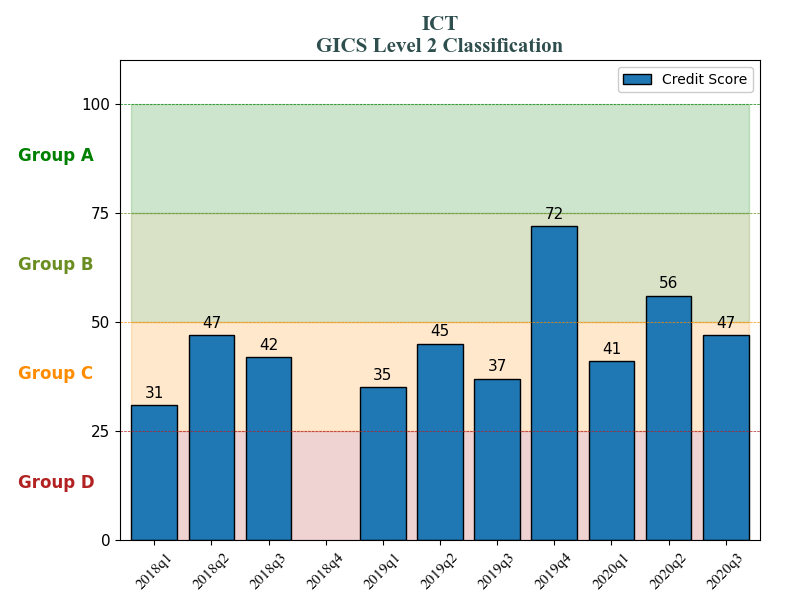 ICT
GICS Level 2 Classification
Credit Score
100
Group A
75
72
Group B
56
50
47
47
45
42
41
37
35
31
Group C
25
Group D
0
2018q1 2018q2 2018q3 2018q4 2019q1 2019q2 2019q3 2019q4 2020q1 2020q2 2020q3